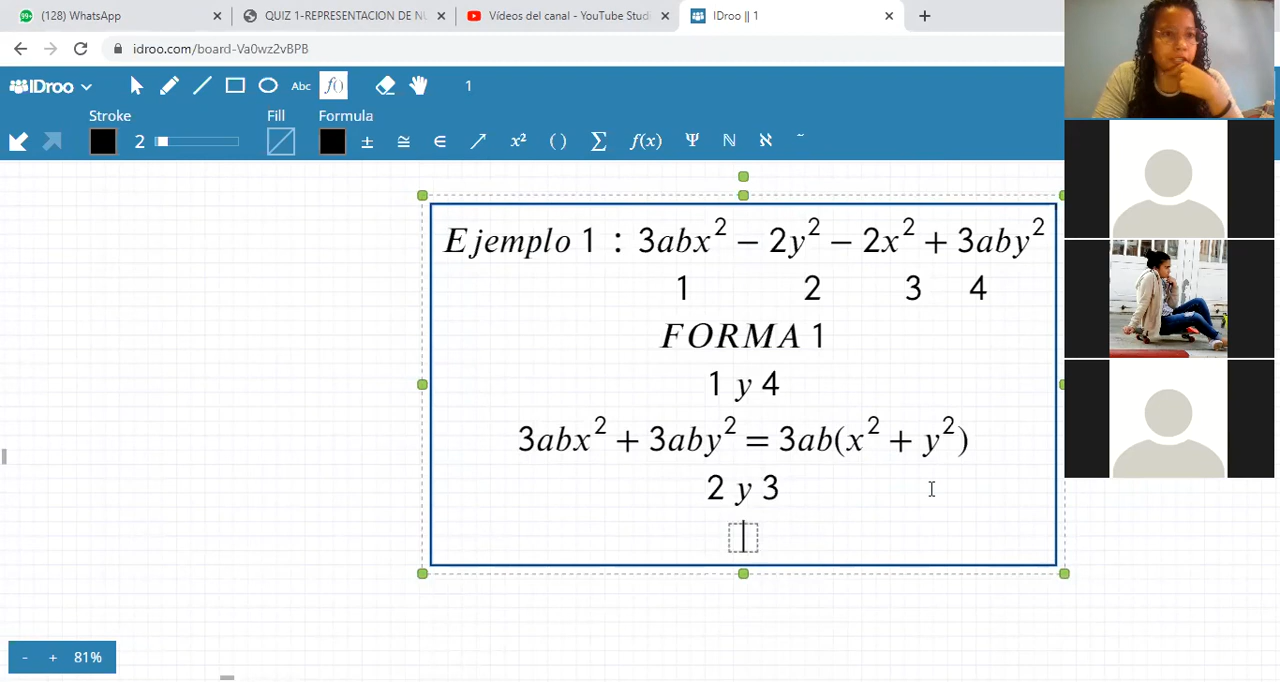 (128) WhatsApp
QUIZ 1-REPRESENTACION DE NU
Vídeos del canal - YouTube Studi
IDroo || 1
idroo.com/board-Va0wz2vBPB
IDroo
Abc
f()
1
Stroke
Fill
Formula
2
± ≅ ∈ x² ( ) ∑ f(x) Ψ ℕ ℵ ~
Ejemplo 1 : 3abx² − 2y² − 2x² + 3aby²
1 2 3 4
FORMA 1
1 y 4
3abx² + 3aby² = 3ab(x² + y²)
2 y 3
- + 81%